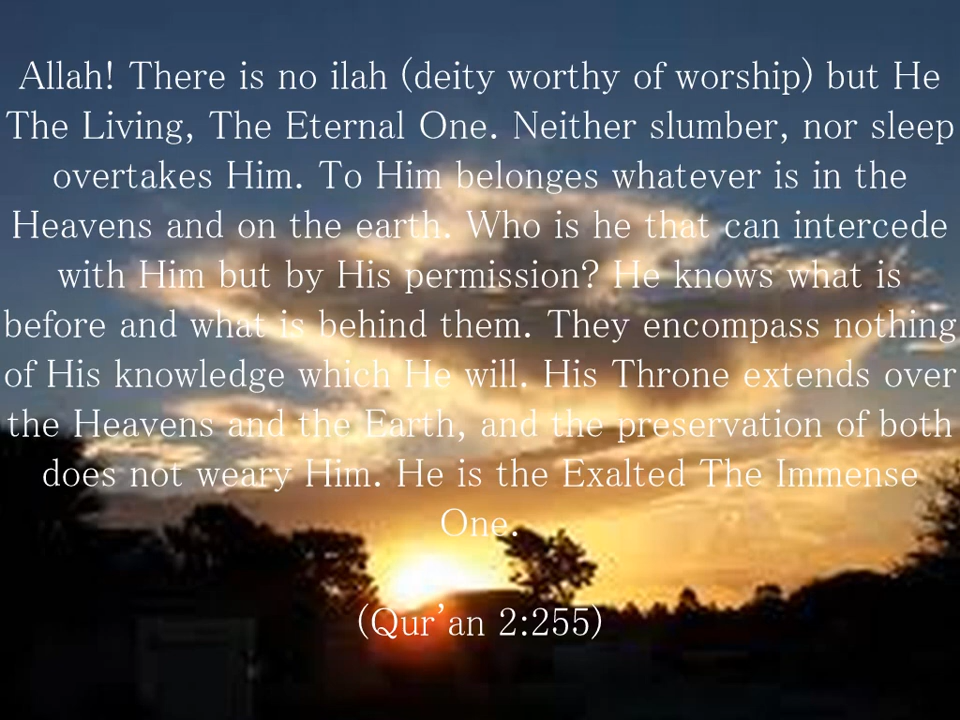 Allah! There is no ilah (deity worthy of worship) but He
The Living, The Eternal One. Neither slumber, nor sleep
overtakes Him. To Him belonges whatever is in the
Heavens and on the earth. Who is he that can intercede
with Him but by His permission? He knows what is
before and what is behind them. They encompass nothing
of His knowledge which He will. His Throne extends over
the Heavens and the Earth, and the preservation of both
does not weary Him. He is the Exalted The Immense
One.
(Qur’an 2:255)